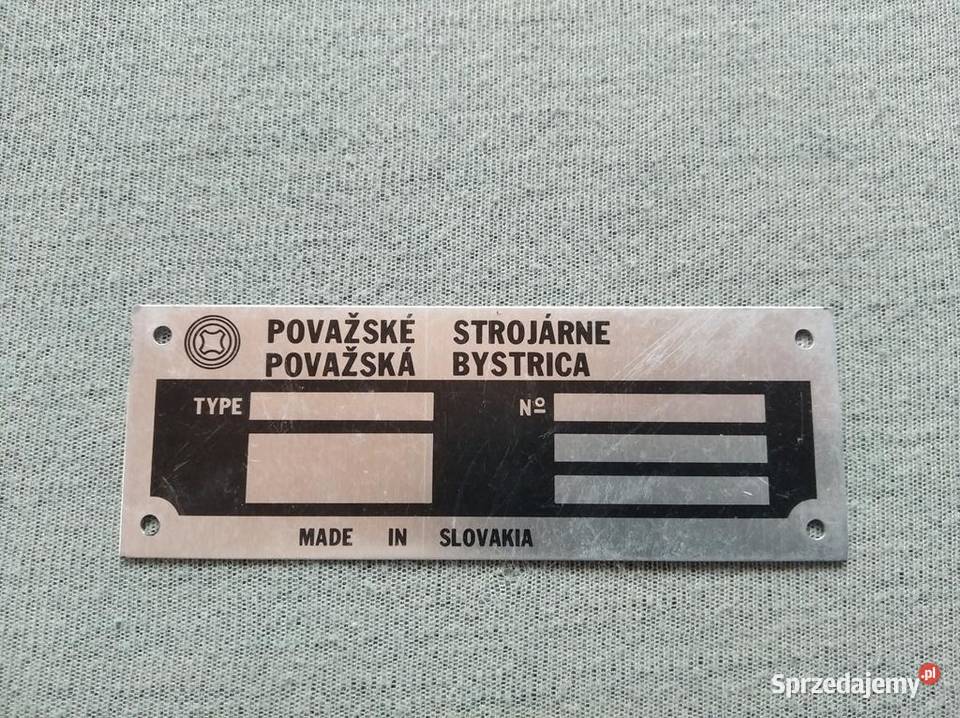 POVAŽSKÉ STROJÁRNE
POVAŽSKÁ BYSTRICA
TYPE Nº
MADE IN SLOVAKIA
Sprzedajemy.pl